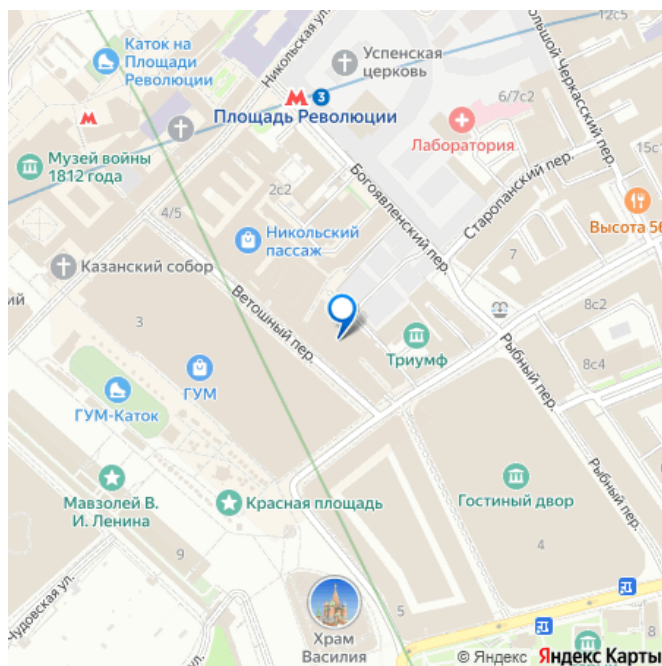 12с5
Каток на
Площади
Революции
Никольская ул.
Успенская
церковь
Большой Черкасский пер.
6/7с2
М
3
Площадь Революции
М
Лаборатория
15с1
Музей войны
1812 года
2с2
Богоявленский пер.
Старопанский пер.
4/5
Никольский
пассаж
7
Высота 56
Казанский собор
ий
3
Ветошный пер.
8с2
Триумф
Рыбный пер.
8с4
ГУМ
ГУМ-Каток
Мавзолей В.
И. Ленина
Красная площадь
Гостиный двор
Рыбный пер.
9
4
Чудовская ул.
5
8
Храм
Василия
© Яндекс Яндекс Карты